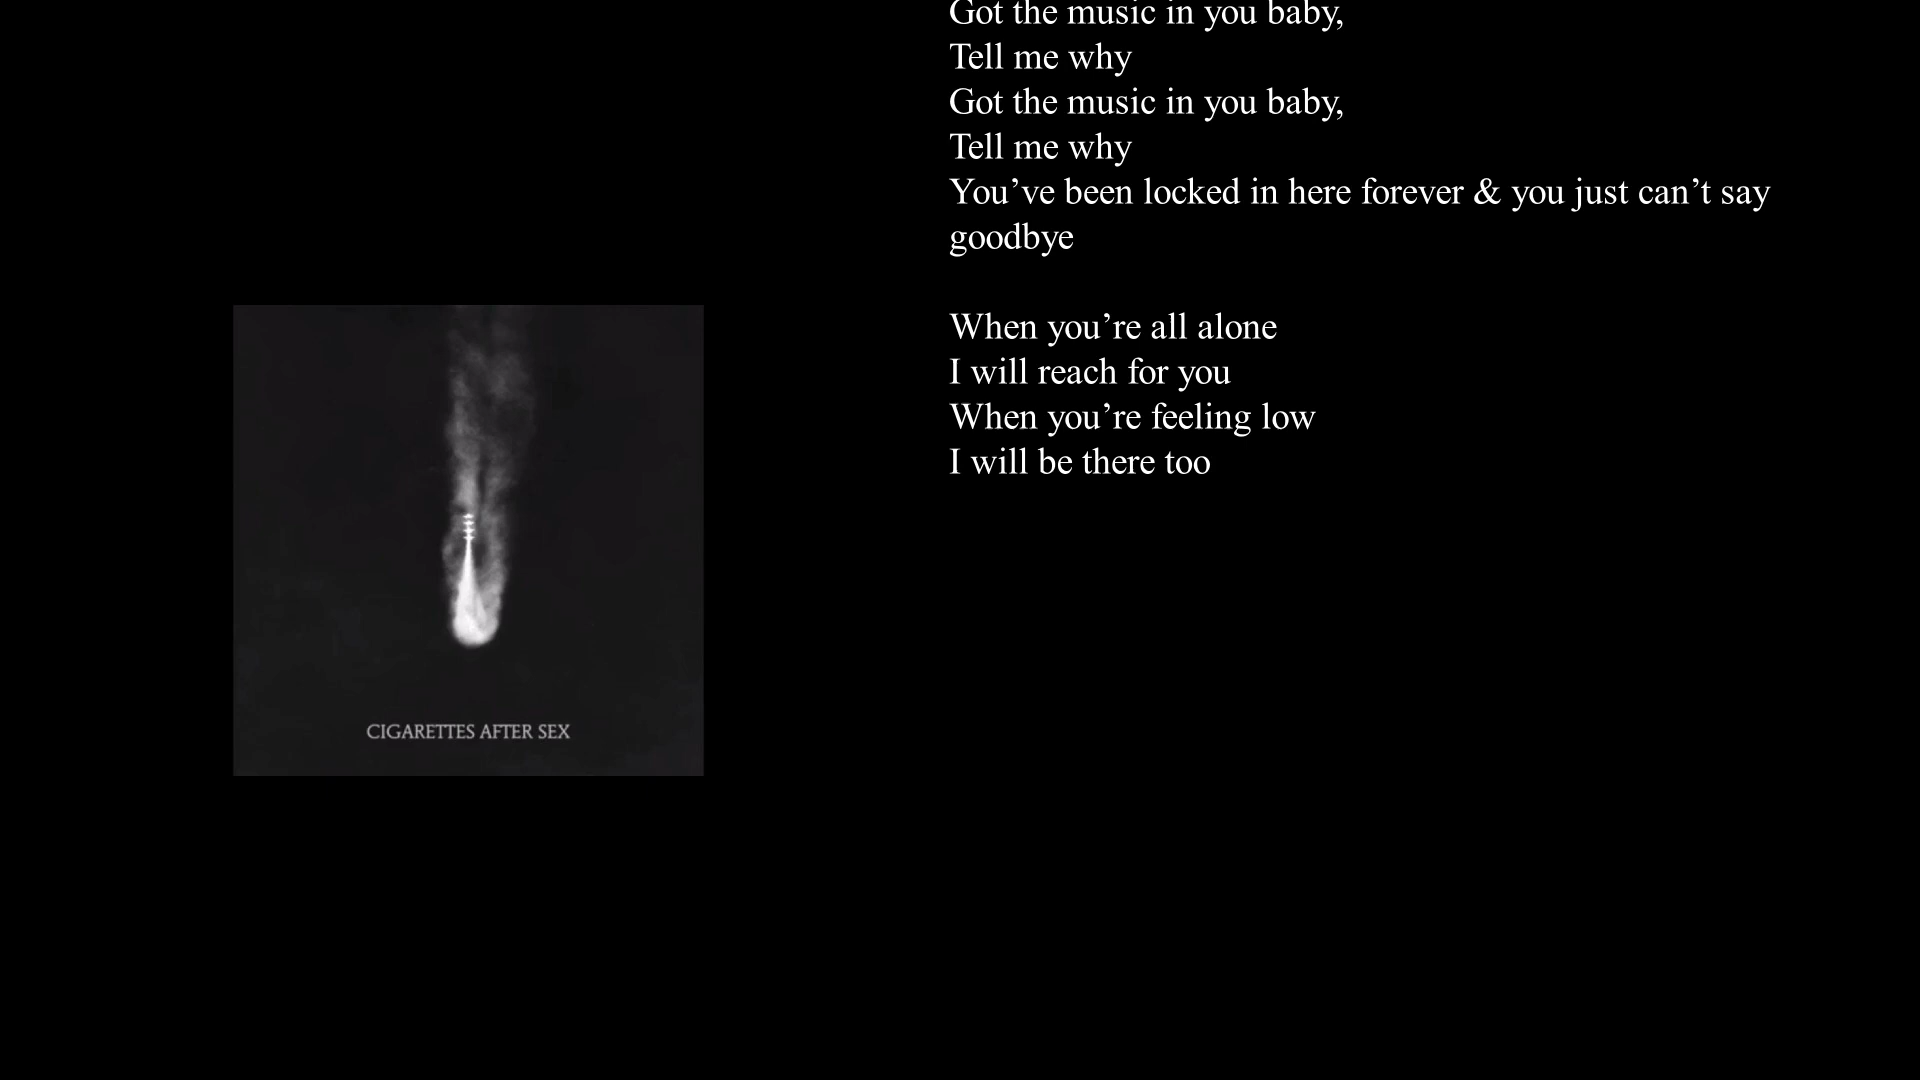 Got the music in you baby,
Tell me why
Got the music in you baby,
Tell me why
You’ve been locked in here forever & you just can’t say
goodbye
When you’re all alone
I will reach for you
When you’re feeling low
I will be there too
CIGARETTES AFTER SEX